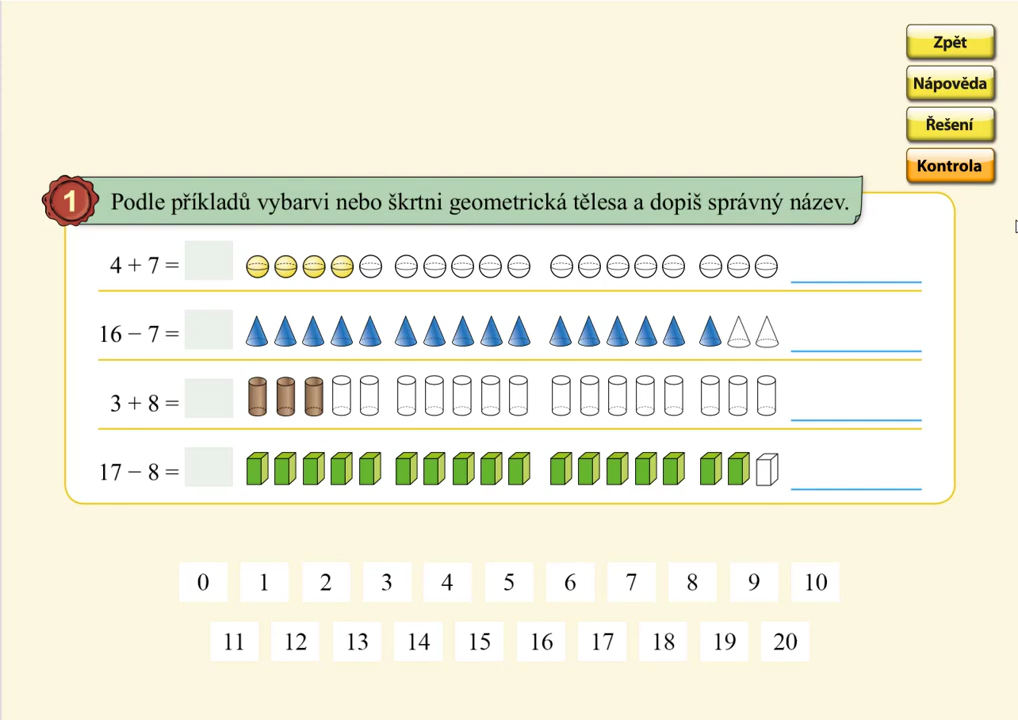 Zpět
Nápověda
Řešení
Kontrola
1 Podle příkladů vybarvi nebo škrtni geometrická tělesa a dopiš správný název.
4 + 7 =
16 − 7 =
3 + 8 =
17 − 8 =
0 1 2 3 4 5 6 7 8 9 10
11 12 13 14 15 16 17 18 19 20